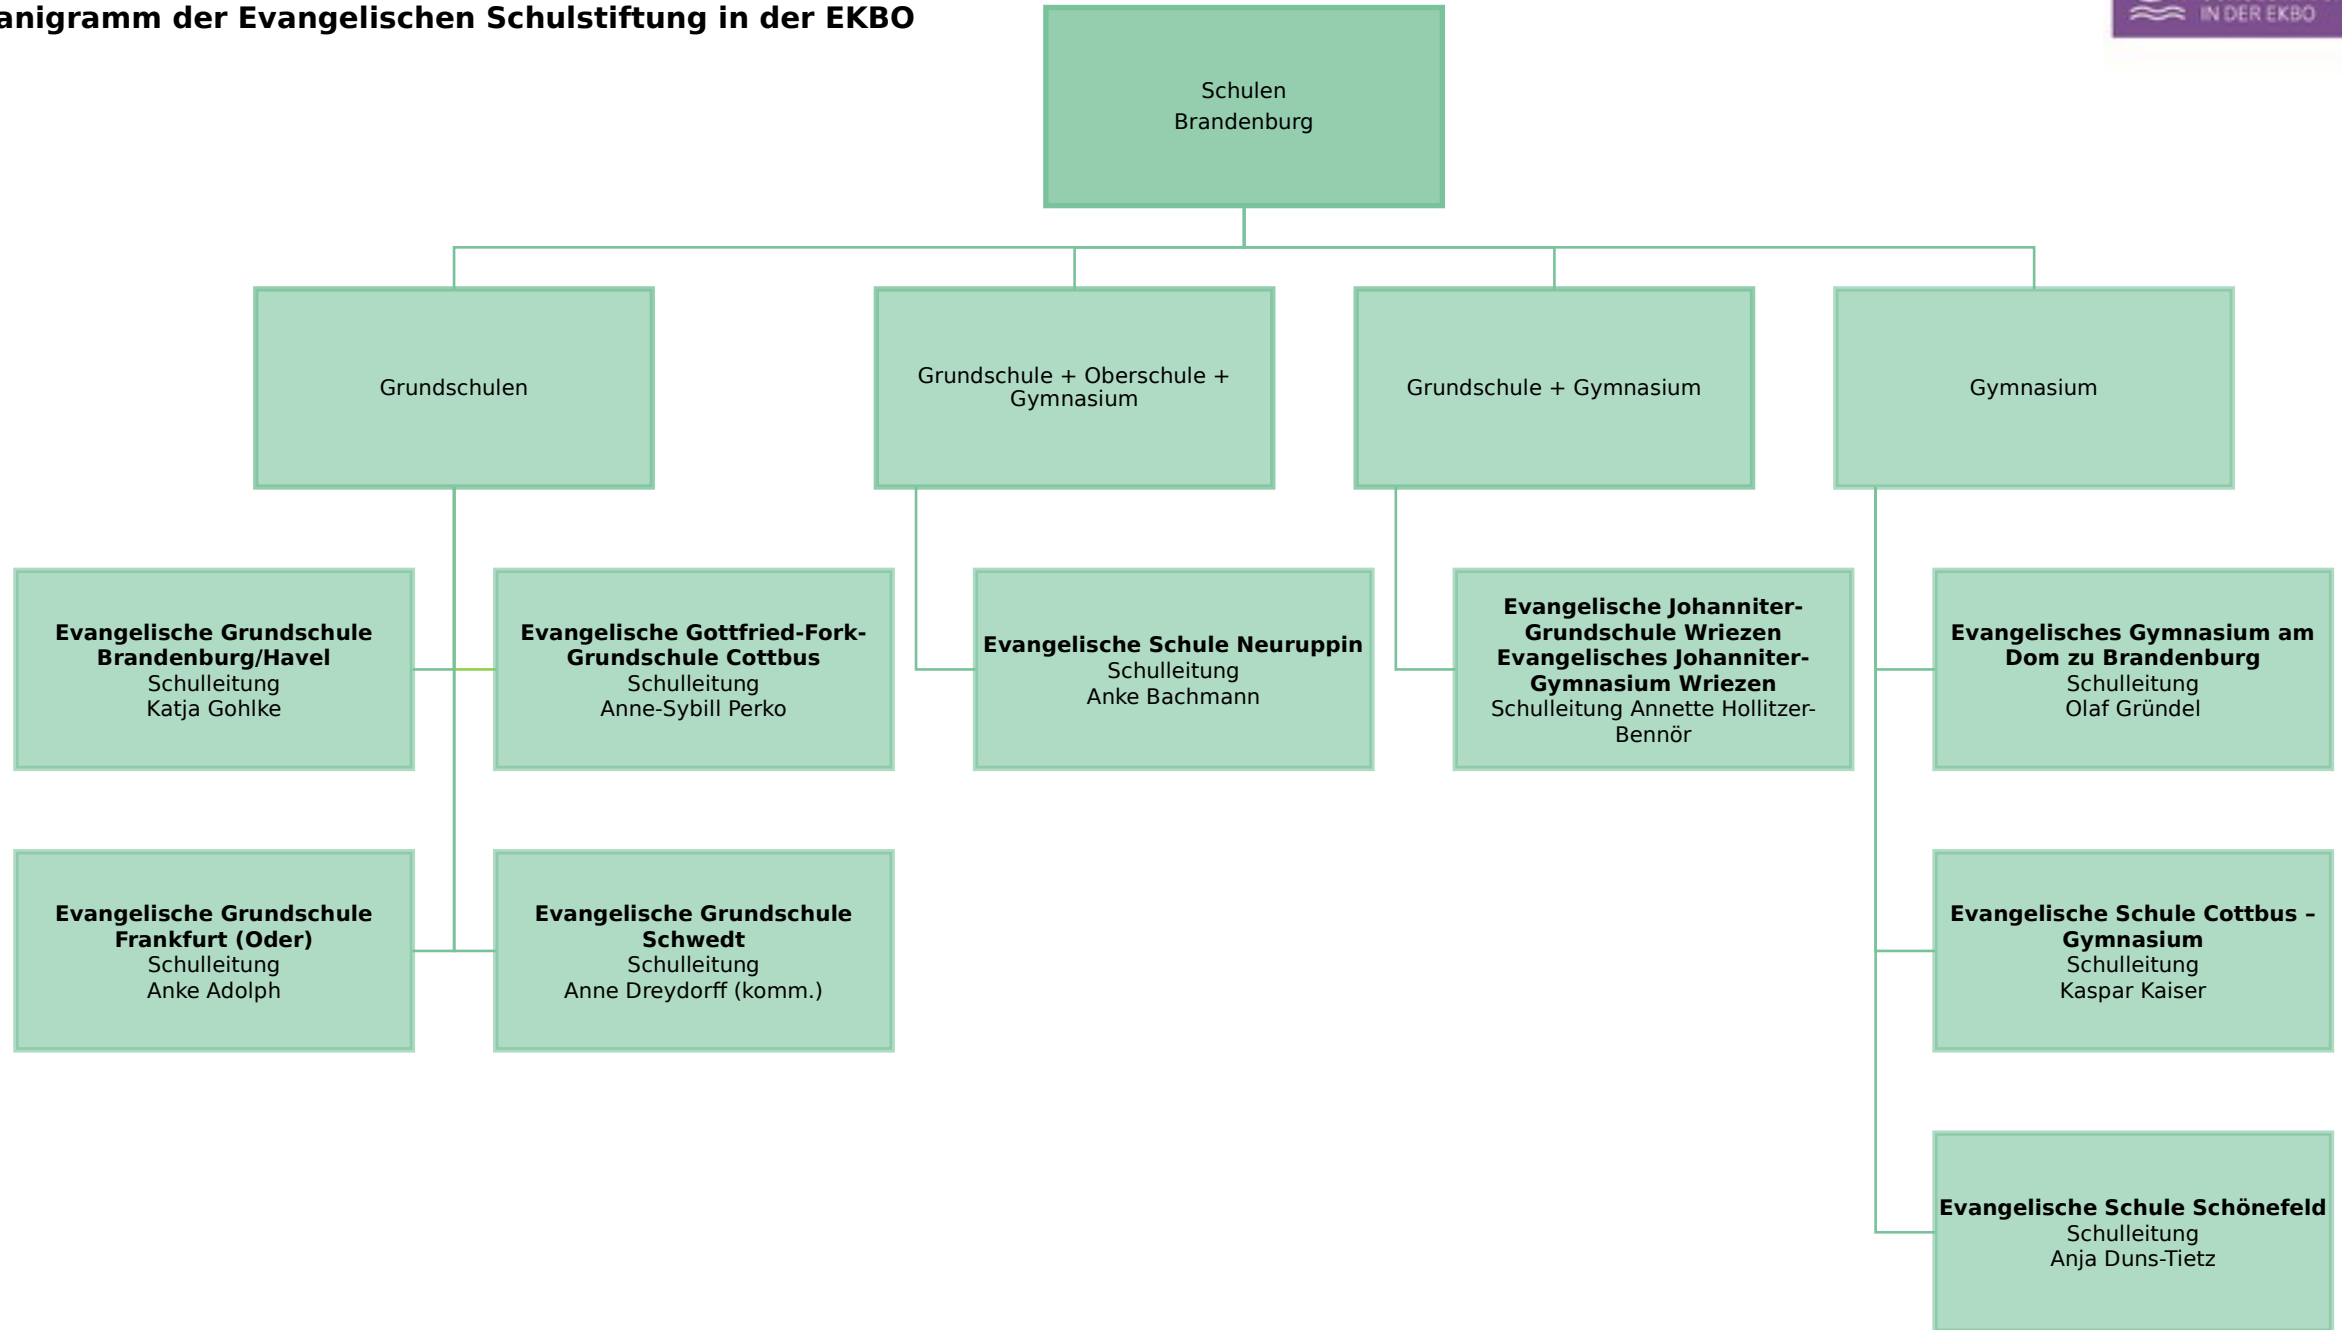 anigramm der Evangelischen Schulstiftung in der EKBO
IN DER EKBO
Schulen
Brandenburg
Grundschulen
Grundschule + Oberschule +
Gymnasium
Grundschule + Gymnasium
Gymnasium
Evangelische Grundschule
Brandenburg/Havel
Schulleitung
Katja Gohlke
Evangelische Gottfried-Fork-
Grundschule Cottbus
Schulleitung
Anne-Sybill Perko
Evangelische Schule Neuruppin
Schulleitung
Anke Bachmann
Evangelische Johanniter-
Grundschule Wriezen
Evangelisches Johanniter-
Gymnasium Wriezen
Schulleitung Annette Hollitzer-
Bennör
Evangelisches Gymnasium am
Dom zu Brandenburg
Schulleitung
Olaf Gründel
Evangelische Grundschule
Frankfurt (Oder)
Schulleitung
Anke Adolph
Evangelische Grundschule
Schwedt
Schulleitung
Anne Dreydorff (komm.)
Evangelische Schule Cottbus –
Gymnasium
Schulleitung
Kaspar Kaiser
Evangelische Schule Schönefeld
Schulleitung
Anja Duns-Tietz